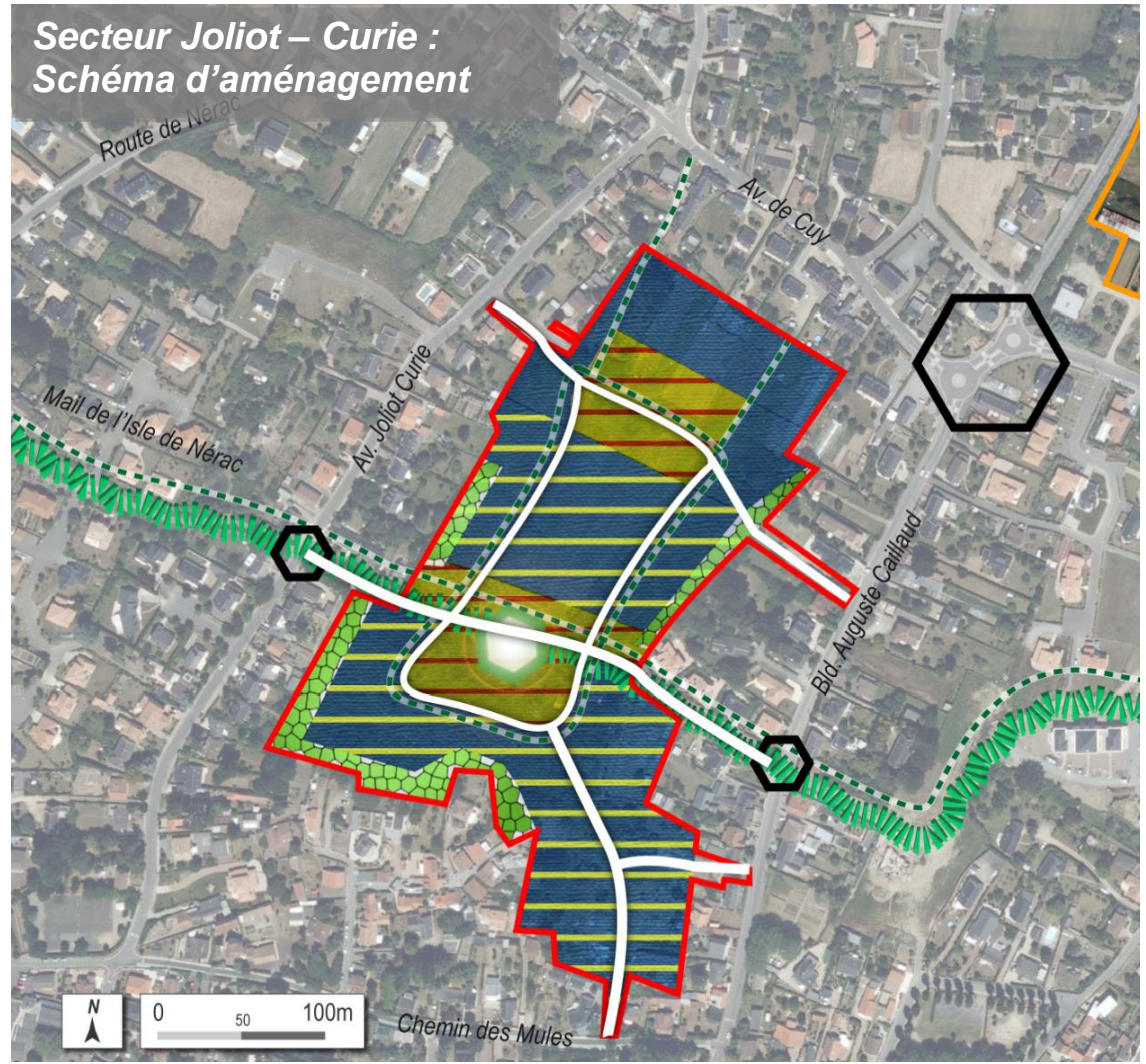 Secteur Joliot – Curie :
Schéma d'aménagement
Route de Nérac
Av. de Cuy
Av. Joliot Curie
Mail de l'Isle de Nérac
Bld. Auguste Caillaud
N
0 50 100m
Chemin des Mules